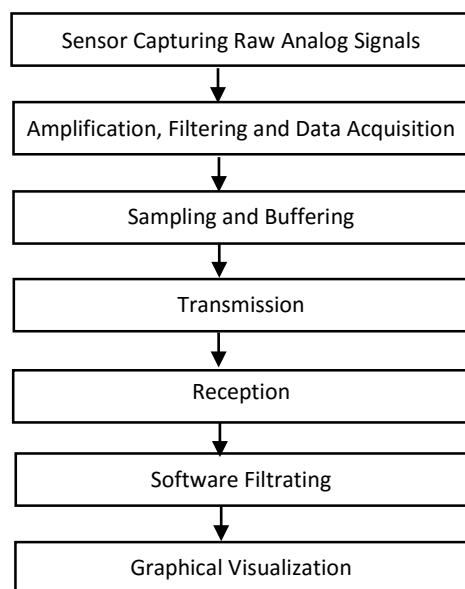 Sensor Capturing Raw Analog Signals
Amplification, Filtering and Data Acquisition
Sampling and Buffering
Transmission
Reception
Software Filtrating
Graphical Visualization